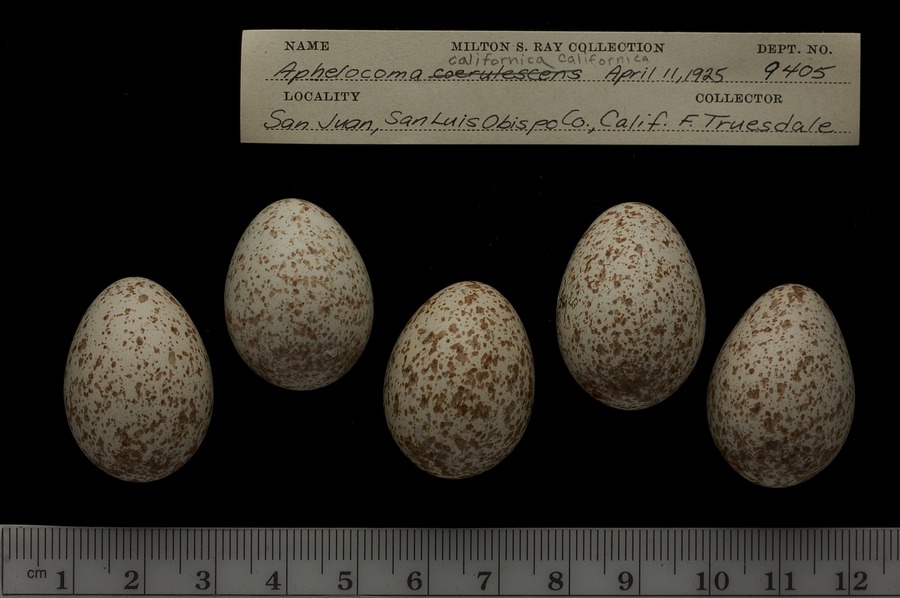 NAME MILTON S. RAY COLLECTION DEPT. NO.
californica Californica
Aphelocoma coerulescens April 11, 1925 9405
LOCALITY COLLECTOR
San Juan, San Luis Obispo Co., Calif. F. Truesdale
cm 1 2 3 4 5 6 7 8 9 10 11 12